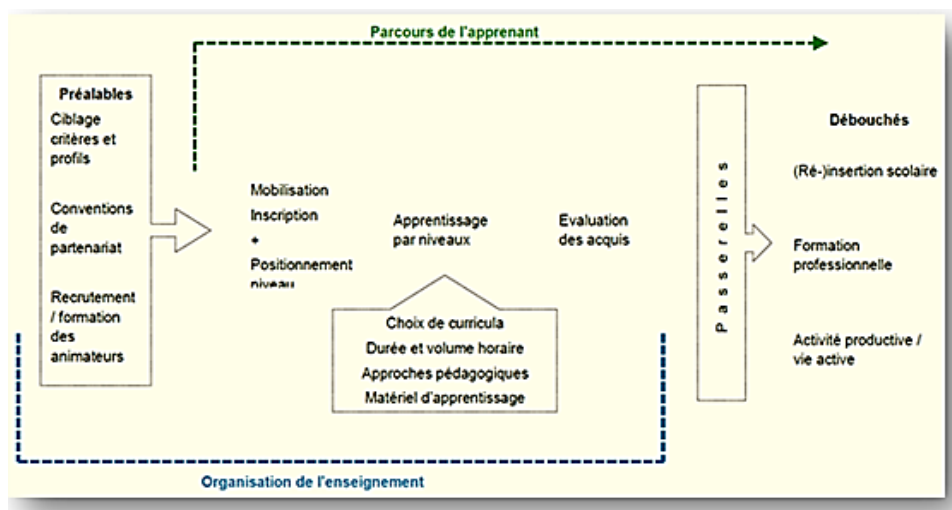 Parcours de l'apprenant
Préalables
Ciblage
critères et
profils
Conventions
de
partenariat
Recrutement
/ formation
des
animateurs
Mobilisation
Inscription
+
Positionnement
niveau
Apprentissage
par niveaux
Evaluation
des acquis
Choix de curricula
Durée et volume horaire
Approches pédagogiques
Matériel d'apprentissage
Passerelles
Débouchés
(Ré-)insertion scolaire
Formation
professionnelle
Activité productive /
vie active
Organisation de l'enseignement